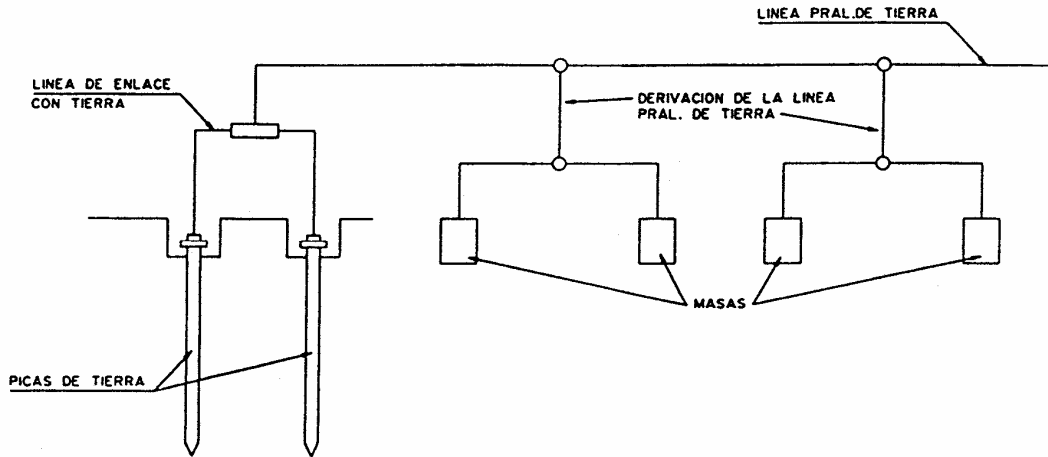 LINEA PRAL.DE TIERRA
LINEA DE ENLACE
CON TIERRA
DERIVACION DE LA LINEA
PRAL. DE TIERRA
MASAS
PICAS DE TIERRA